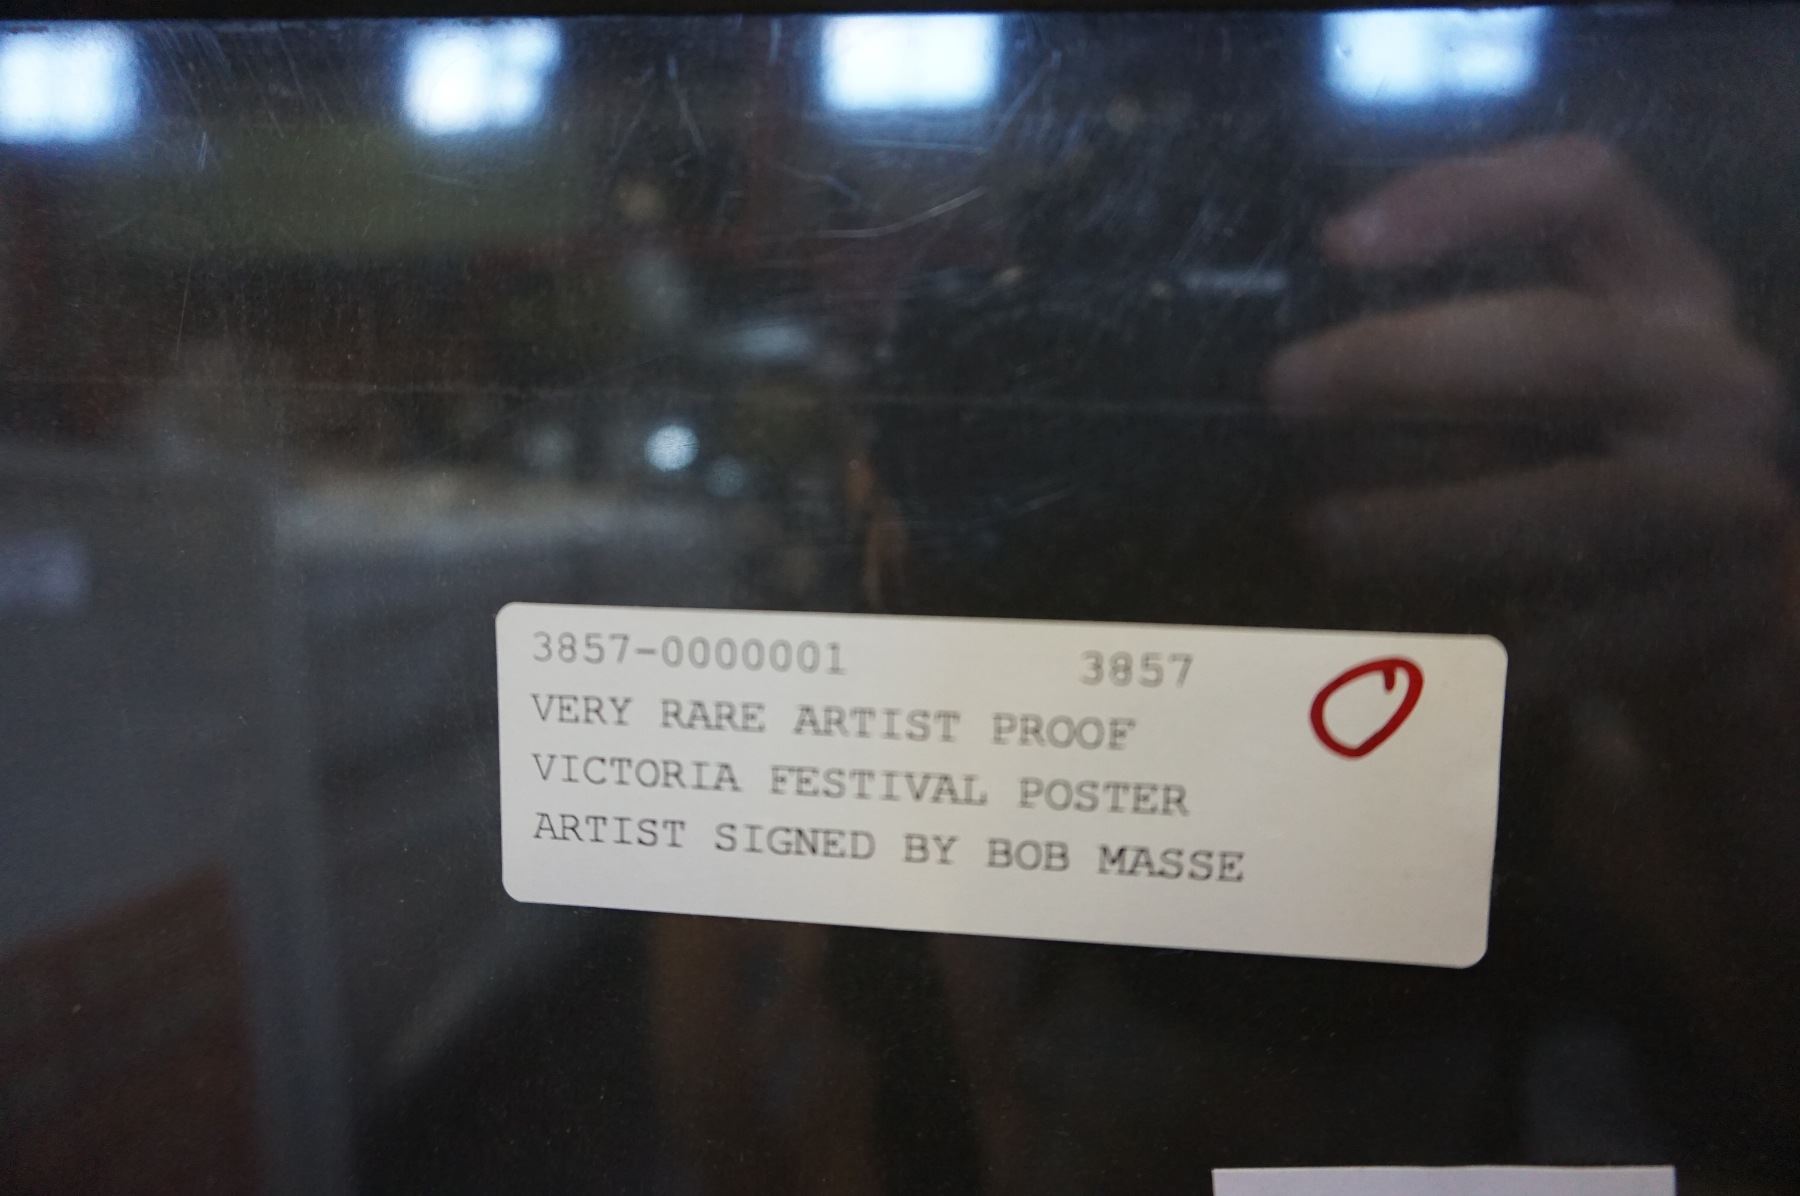 3857-0000001 3857
VERY RARE ARTIST PROOF
VICTORIA FESTIVAL POSTER
ARTIST SIGNED BY BOB MASSE